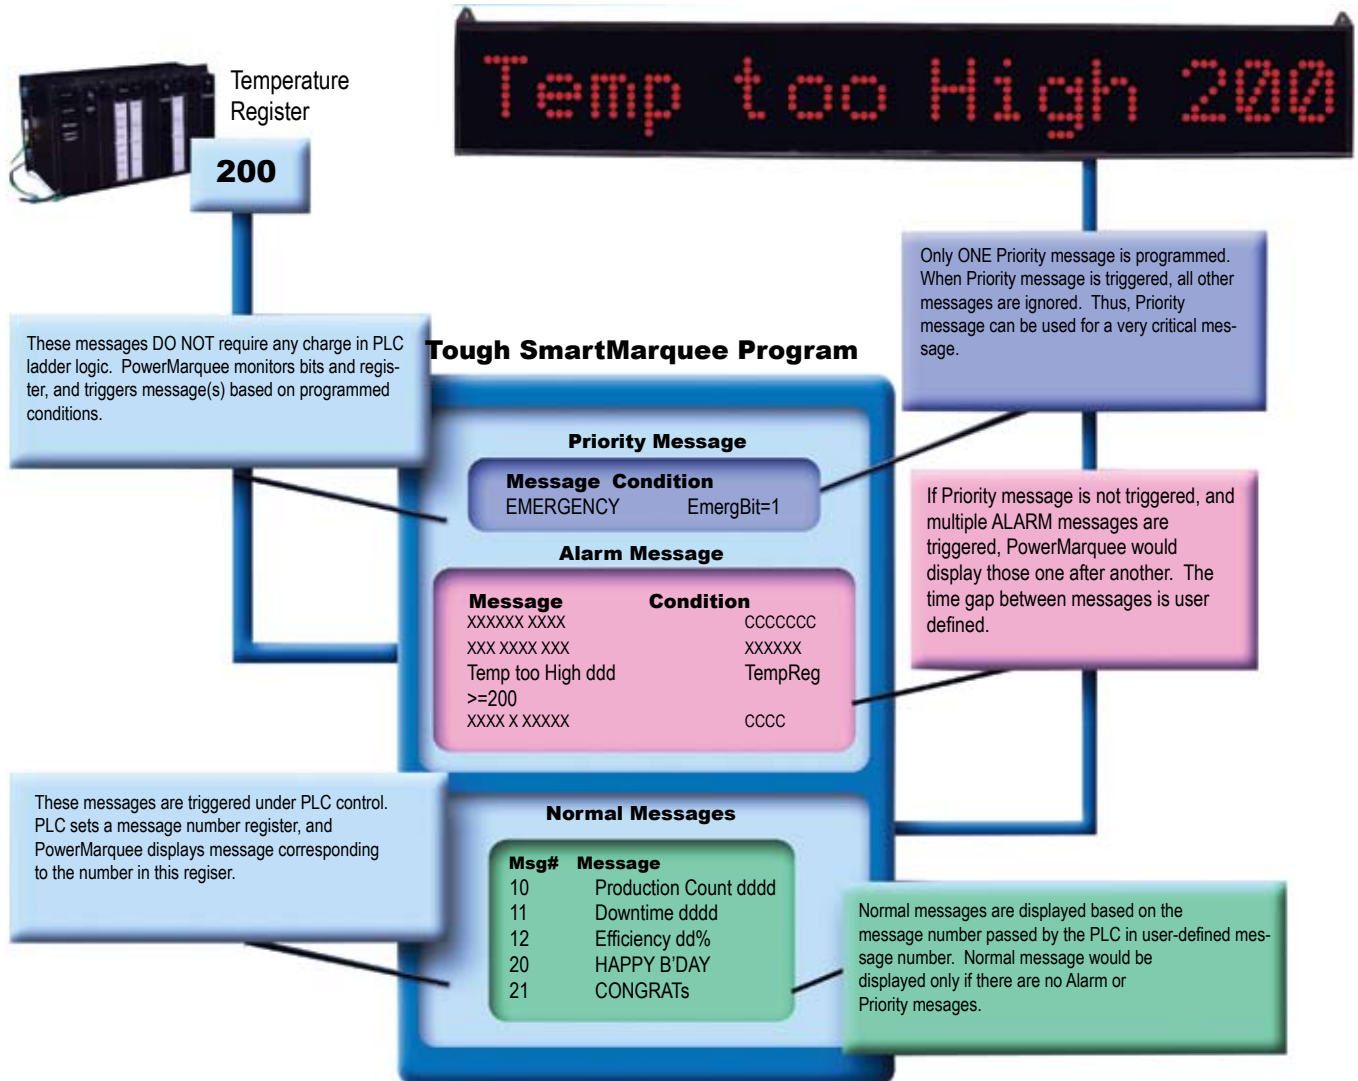 Temperature
Register
200
Temp too High 200
Only ONE Priority message is programmed.
When Priority message is triggered, all other
messages are ignored.  Thus, Priority
message can be used for a very critical mes-
sage.
These messages DO NOT require any charge in PLC
ladder logic.  PowerMarquee monitors bits and regis-
ter, and triggers message(s) based on programmed
conditions.
Tough SmartMarquee Program
Priority Message
Message Condition
EMERGENCY EmergBit=1
Alarm Message
Message Condition
XXXXXX XXXX CCCCCCC
XXX XXXX XXX XXXXXX
Temp too High ddd TempReg
>=200
XXXX X XXXXX CCCC
If Priority message is not triggered, and
multiple ALARM messages are
triggered, PowerMarquee would
display those one after another.  The
time gap between messages is user
defined.
These messages are triggered under PLC control.
PLC sets a message number register, and
PowerMarquee displays message corresponding
to the number in this regiser.
Normal Messages
Msg# Message
10 Production Count dddd
11 Downtime dddd
12 Efficiency dd%
20 HAPPY B'DAY
21 CONGRATs
Normal messages are displayed based on the
message number passed by the PLC in user-defined mes-
sage number.  Normal message would be
displayed only if there are no Alarm or
Priority mesages.